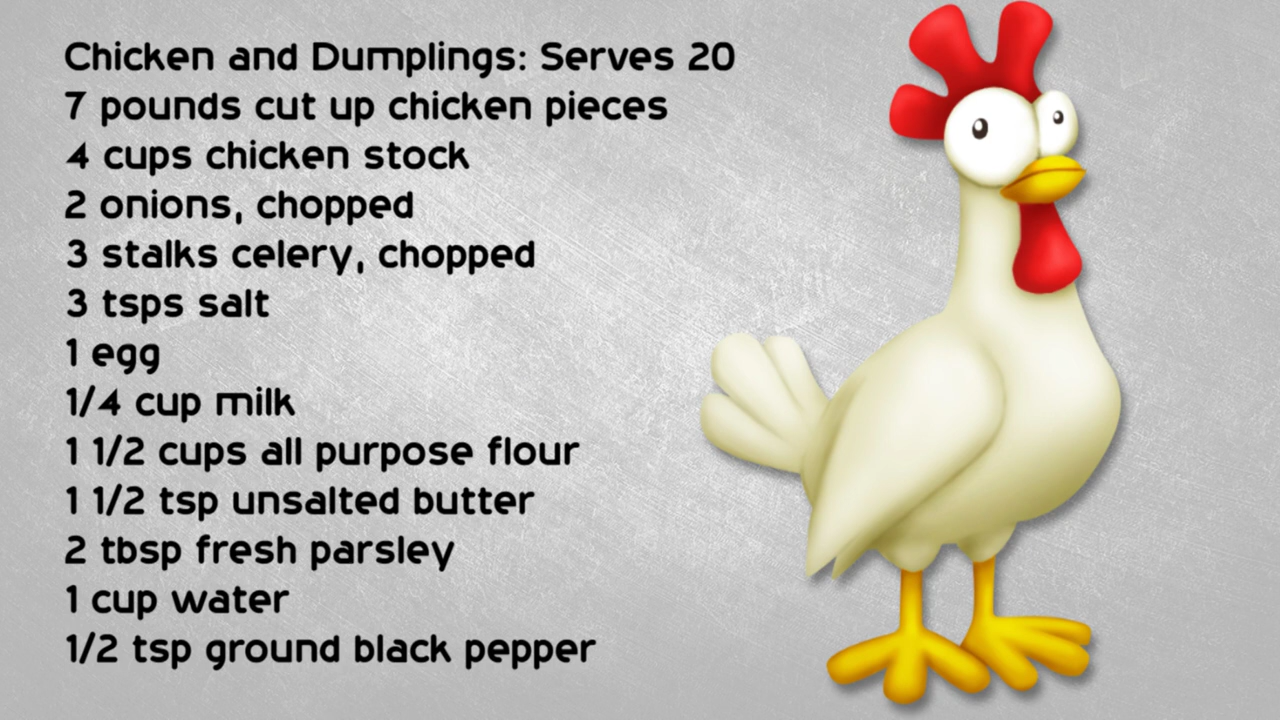 Chicken and Dumplings: Serves 20
7 pounds cut up chicken pieces
4 cups chicken stock
2 onions, chopped
3 stalks celery, chopped
3 tsps salt
1 egg
1/4 cup milk
1 1/2 cups all purpose flour
1 1/2 tsp unsalted butter
2 tbsp fresh parsley
1 cup water
1/2 tsp ground black pepper